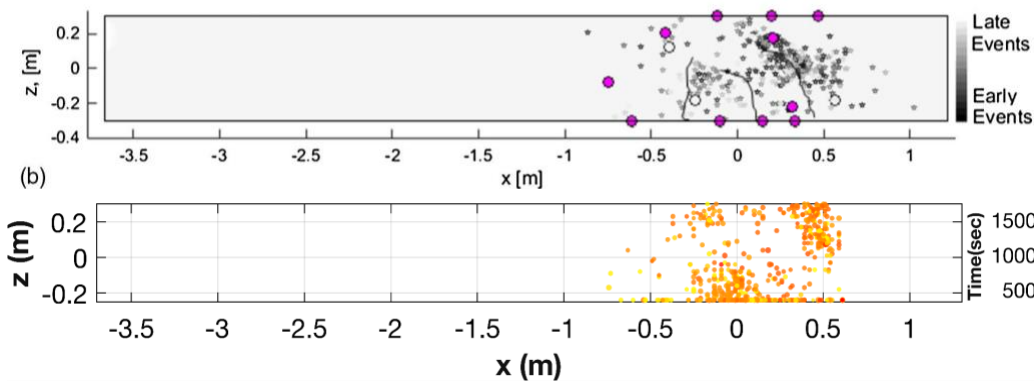 0.2
0
-0.2
-0.4
z, [m]
Late
Events
Early
Events
-3.5 -3 -2.5 -2 -1.5 -1 -0.5 0 0.5 1
x [m]
(b)
0.2
0
-0.2
z (m)
1500
1000
500
Time(sec)
-3.5 -3 -2.5 -2 -1.5 -1 -0.5 0 0.5 1
x (m)